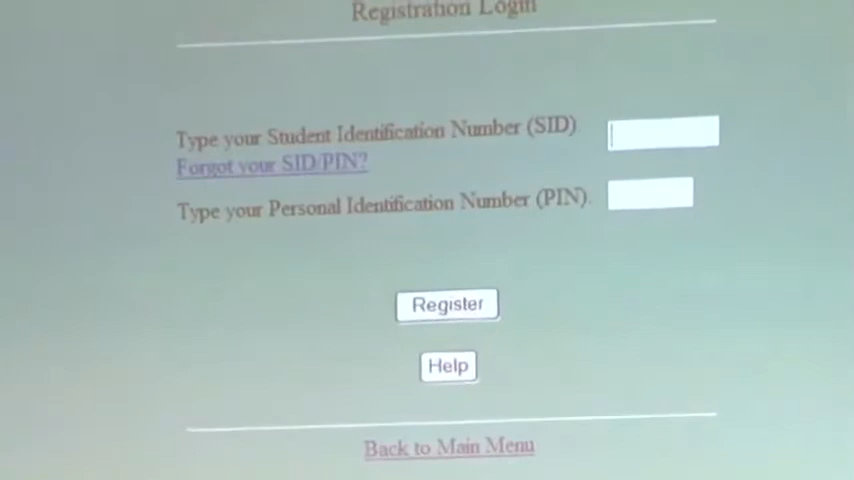 Registration Login
Type your Student Identification Number (SID)
Forgot your SID/PIN?
Type your Personal Identification Number (PIN).
Register
Help
Back to Main Menu